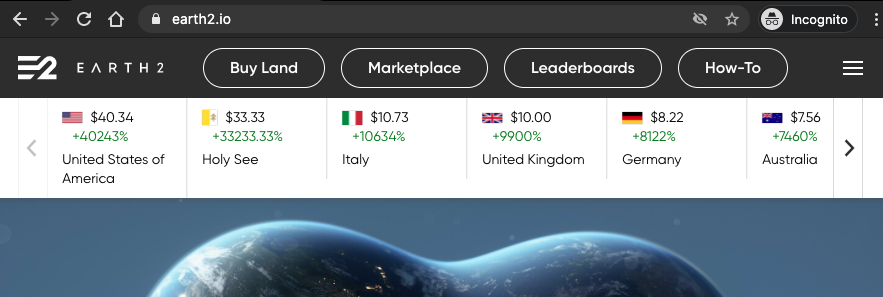 earth2.io
Incognito
EARTH 2
Buy Land
Marketplace
Leaderboards
How-To
$40.34
+40243%
United States of
America
$33.33
+33233.33%
Holy See
$10.73
+10634%
Italy
$10.00
+9900%
United Kingdom
$8.22
+8122%
Germany
$7.56
+7460%
Australia